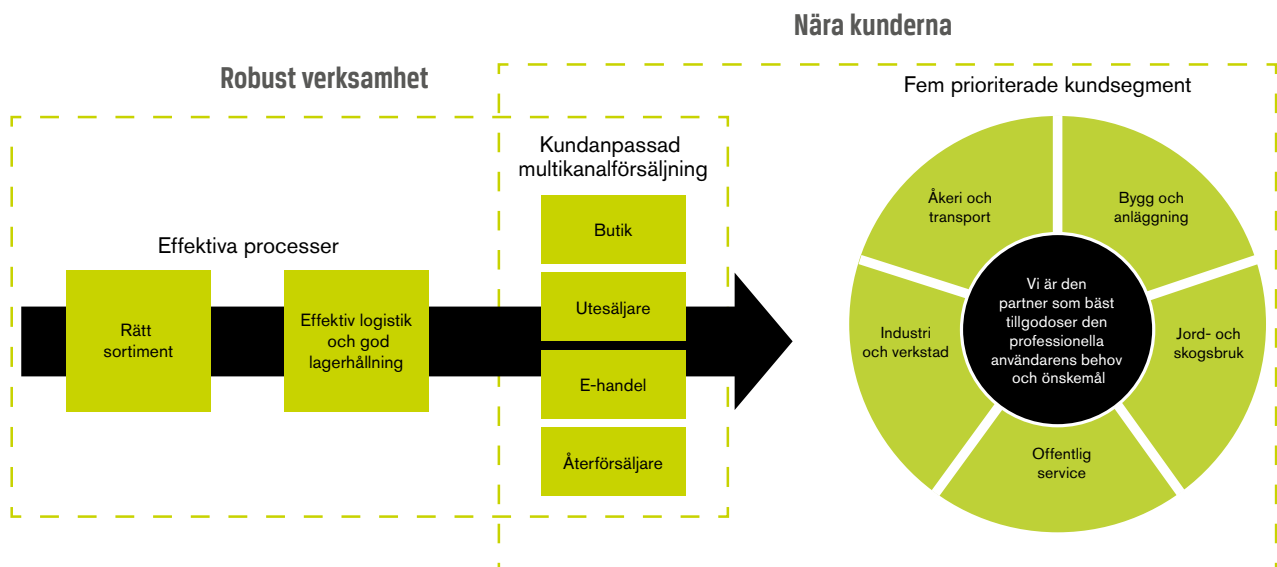 Nära kunderna
Robust verksamhet
Fem prioriterade kundsegment
Effektiva processer
Rätt
sortiment
Effektiv logistik
och god
lagerhållning
Kundanpassad
multikanalförsäljning
Butik
Utesäljare
E-handel
Återförsäljare
Åkeri och
transport
Bygg och
anläggning
Industri
och verkstad
Vi är den
partner som bäst
tillgodoser den
professionella
användarens behov
och önskemål
Jord- och
skogsbruk
Offentlig
service